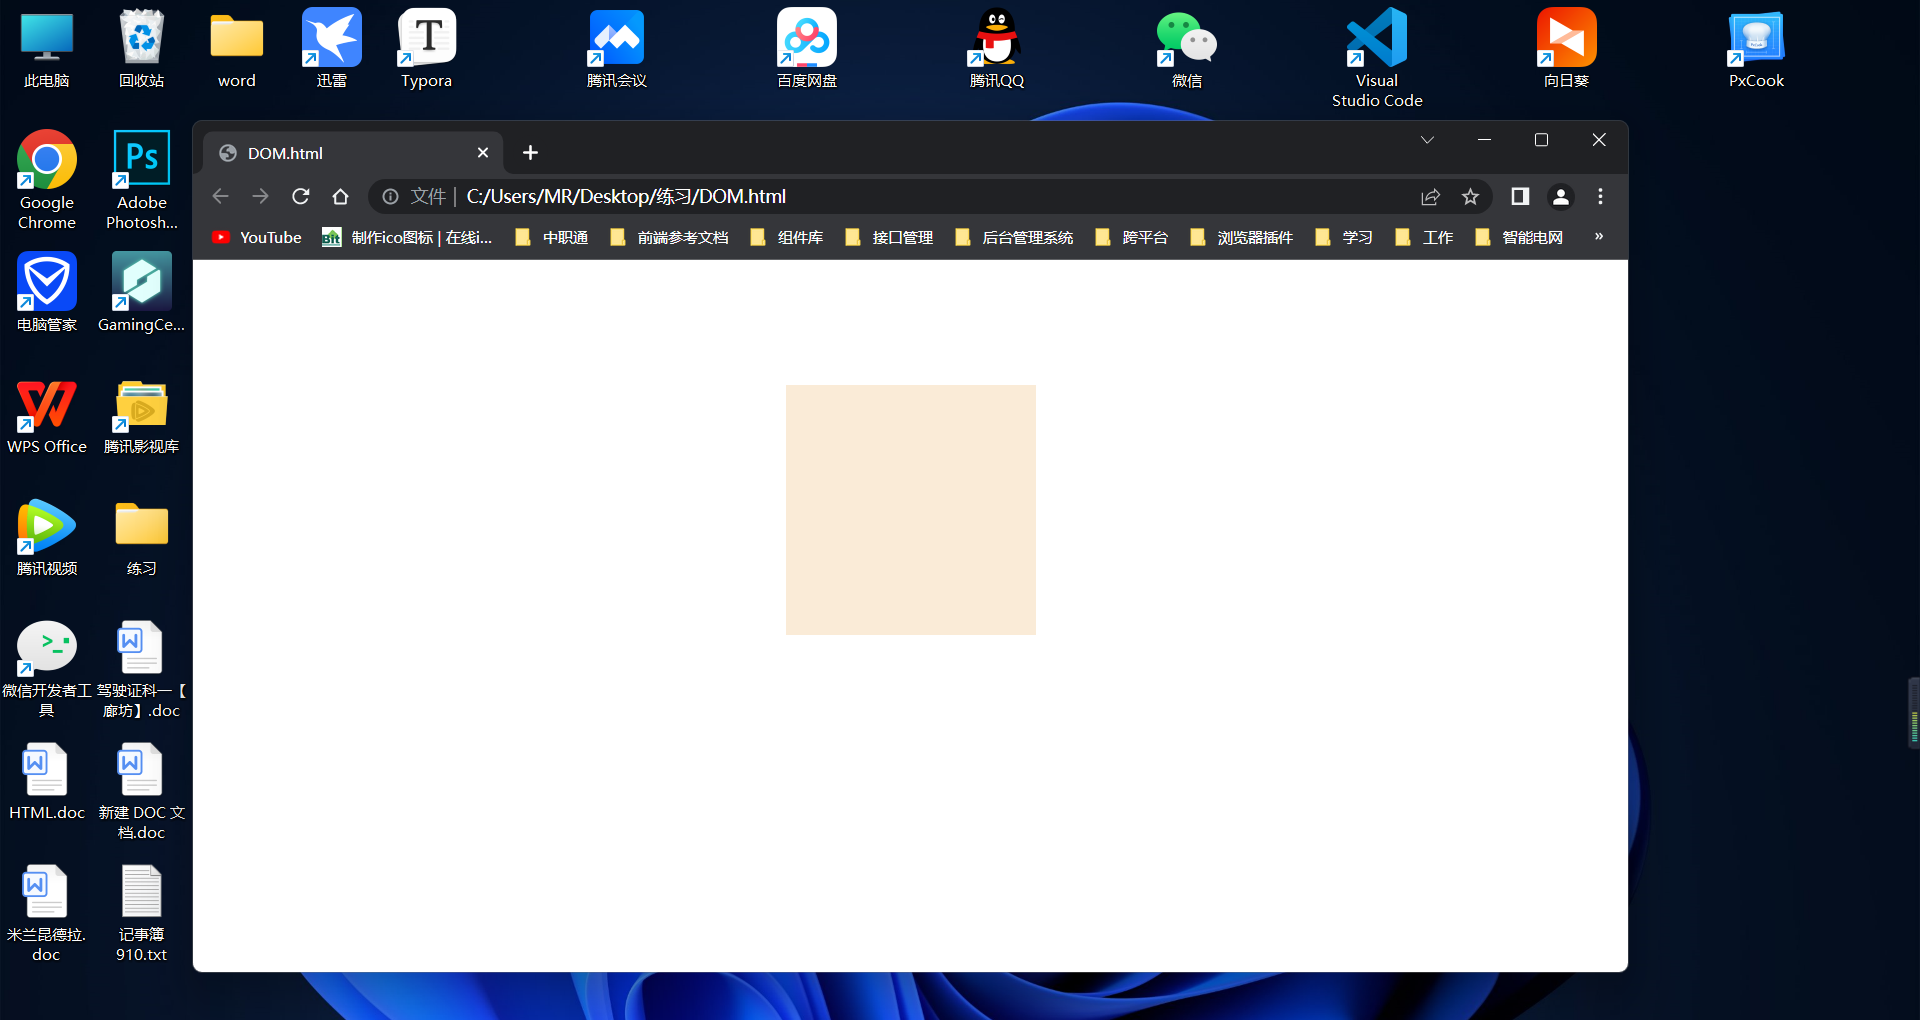 此电脑
回收站
word
迅雷
Typora
腾讯会议
百度网盘
腾讯QQ
微信
Visual
Studio Code
向日葵
PxCook
Google
Chrome
Ps
Adobe
Photosh...
电脑管家
GamingCe...
WPS Office
腾讯影视库
腾讯视频
练习
微信开发者工
具
驾驶证科一【
廊坊】.doc
HTML.doc
新建 DOC 文
档.doc
米兰昆德拉.
doc
记事簿
910.txt
DOM.html
文件 | C:/Users/MR/Desktop/练习/DOM.html
YouTube
Bit
制作ico图标 | 在线i...
中职通
前端参考文档
组件库
接口管理
后台管理系统
跨平台
浏览器插件
学习
工作
智能电网
»